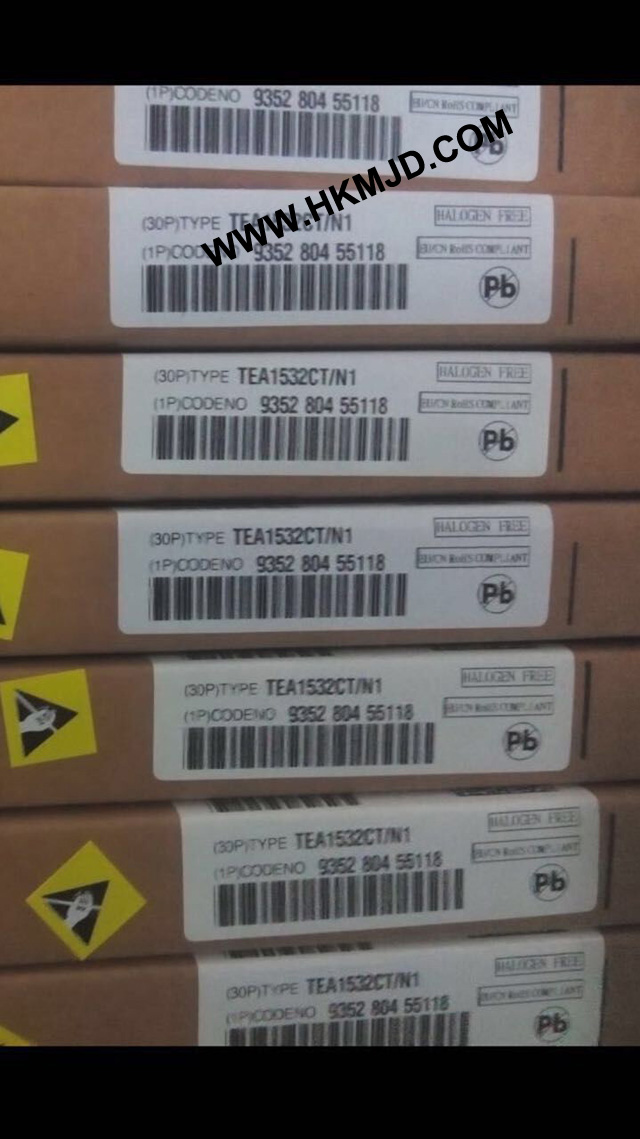 (1P)CODENO 9352 804 55118
EU/CN RoHS COMPLIANT
Pb
WWW.HKMJD.COM
(30P)TYPE TEA1532CT/N1
HALOGEN FREE
(1P)CODENO 9352 804 55118
EU/CN RoHS COMPLIANT
Pb
(30P)TYPE TEA1532CT/N1
HALOGEN FREE
(1P)CODENO 9352 804 55118
EU/CN RoHS COMPLIANT
Pb
(30P)TYPE TEA1532CT/N1
HALOGEN FREE
(1P)CODENO 9352 804 55118
EU/CN RoHS COMPLIANT
Pb
(30P)TYPE TEA1532CT/N1
HALOGEN FREE
(1P)CODENO 9352 804 55118
EU/CN RoHS COMPLIANT
Pb
(30P)TYPE TEA1532CT/N1
HALOGEN FREE
(1P)CODENO 9352 804 55118
EU/CN RoHS COMPLIANT
Pb
(30P)TYPE TEA1532CT/N1
HALOGEN FREE
(1P)CODENO 9352 804 55118
EU/CN RoHS COMPLIANT
Pb